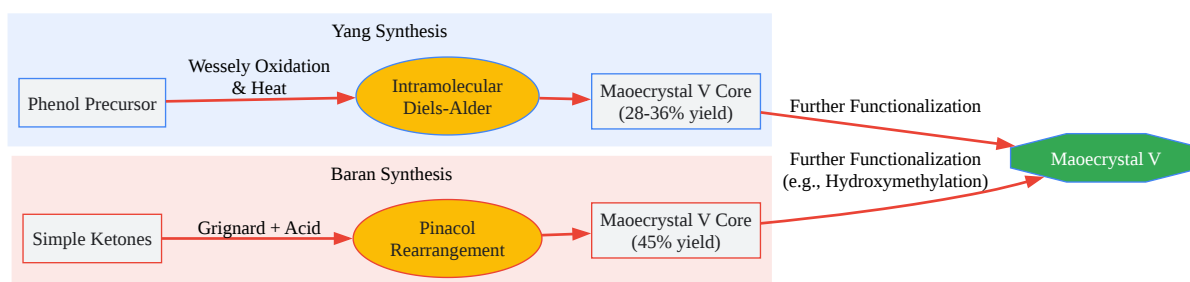 Yang Synthesis
Phenol Precursor
Wessely Oxidation
& Heat
Intramolecular
Diels-Alder
Maoecrystal V Core
(28-36% yield)
Further Functionalization
Baran Synthesis
Simple Ketones
Grignard + Acid
Pinacol
Rearrangement
Maoecrystal V Core
(45% yield)
Further Functionalization
(e.g., Hydroxymethylation)
Maoecrystal V